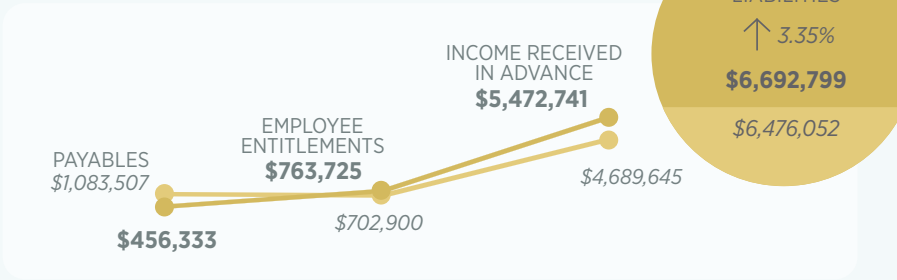 PAYABLES
$1,083,507
$456,333
EMPLOYEE
ENTITLEMENTS
$763,725
$702,900
INCOME RECEIVED
IN ADVANCE
$5,472,741
$4,689,645
3.35%
$6,692,799
$6,476,052